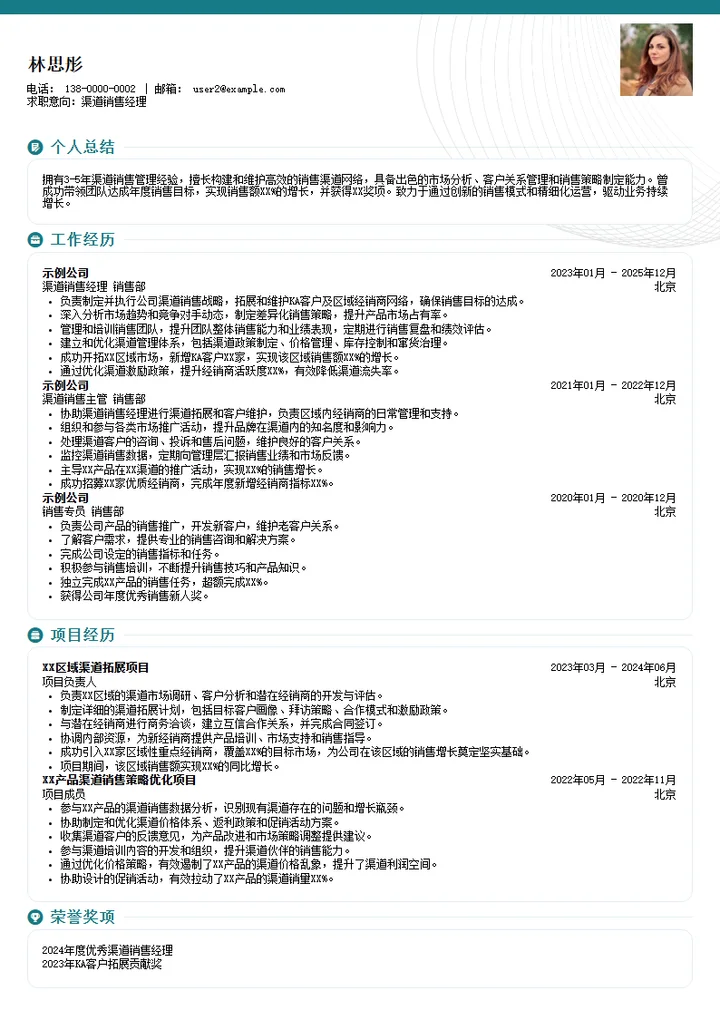 林思彤
电话： 138-0000-0002 | 邮箱： user2@example.com
求职意向：渠道销售经理
个人总结
拥有3-5年渠道销售管理经验，擅长构建和维护高效的销售渠道网络，具备出色的市场分析、客户关系管理和销售策略制定能力。曾
成功带领团队达成年度销售目标，实现销售额XX%的增长，并获得XX奖项。致力于通过创新的销售模式和精细化运营，驱动业务持续
增长。
工作经历
示例公司 2023年01月 - 2025年12月
渠道销售经理 销售部 北京
• 负责制定并执行公司渠道销售战略，拓展和维护KA客户及区域经销商网络，确保销售目标的达成。
• 深入分析市场趋势和竞争对手动态，制定差异化销售策略，提升产品市场占有率。
• 管理和培训销售团队，提升团队整体销售能力和业绩表现，定期进行销售复盘和绩效评估。
• 建立和优化渠道管理体系，包括渠道政策制定、价格管理、库存控制和窜货治理。
• 成功开拓XX区域市场，新增KA客户XX家，实现该区域销售额XX%的增长。
• 通过优化渠道激励政策，提升经销商活跃度XX%，有效降低渠道流失率。
示例公司 2021年01月 - 2022年12月
渠道销售主管 销售部 北京
• 协助渠道销售经理进行渠道拓展和客户维护，负责区域内经销商的日常管理和支持。
• 组织和参与各类市场推广活动，提升品牌在渠道内的知名度和影响力。
• 处理渠道客户的咨询、投诉和售后问题，维护良好的客户关系。
• 监控渠道销售数据，定期向管理层汇报销售业绩和市场反馈。
• 主导XX产品在XX渠道的推广活动，实现XX%的销售增长。
• 成功招募XX家优质经销商，完成年度新增经销商指标XX%。
示例公司 2020年01月 - 2020年12月
销售专员 销售部 北京
• 负责公司产品的销售推广，开发新客户，维护老客户关系。
• 了解客户需求，提供专业的销售咨询和解决方案。
• 完成公司设定的销售指标和任务。
• 积极参与销售培训，不断提升销售技巧和产品知识。
• 独立完成XX产品的销售任务，超额完成XX%。
• 获得公司年度优秀销售新人奖。
项目经历
XX区域渠道拓展项目 2023年03月 - 2024年06月
项目负责人 北京
• 负责XX区域的渠道市场调研、客户分析和潜在经销商的开发与评估。
• 制定详细的渠道拓展计划，包括目标客户画像、拜访策略、合作模式和激励政策。
• 与潜在经销商进行商务洽谈，建立互信合作关系，并完成合同签订。
• 协调内部资源，为新经销商提供产品培训、市场支持和销售指导。
• 成功引入XX家区域性重点经销商，覆盖XX%的目标市场，为公司在该区域的销售增长奠定坚实基础。
• 项目期间，该区域销售额实现XX%的同比增长。
XX产品渠道销售策略优化项目 2022年05月 - 2022年11月
项目成员 北京
• 参与XX产品的渠道销售数据分析，识别现有渠道存在的问题和增长瓶颈。
• 协助制定和优化渠道价格体系、返利政策和促销活动方案。
• 收集渠道客户的反馈意见，为产品改进和市场策略调整提供建议。
• 参与渠道培训内容的开发和组织，提升渠道伙伴的销售能力。
• 通过优化价格策略，有效遏制了XX产品的渠道价格乱象，提升了渠道利润空间。
• 协助设计的促销活动，有效拉动了XX产品的渠道销量XX%。
荣誉奖项
2024年度优秀渠道销售经理
2023年KA客户拓展贡献奖